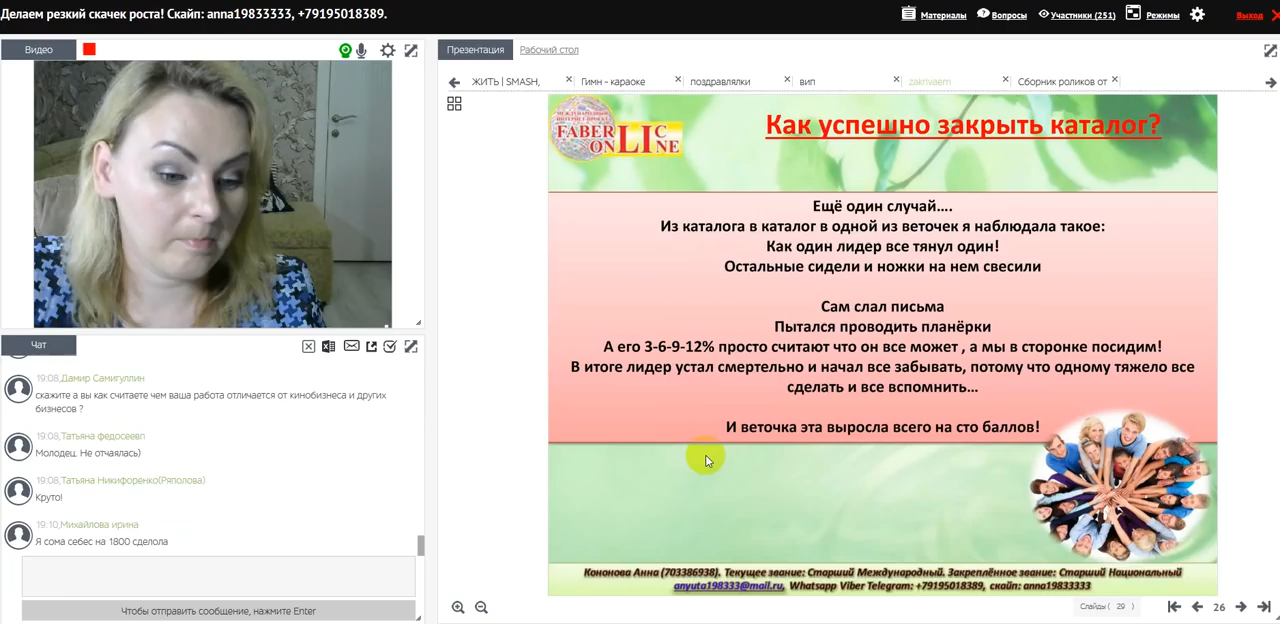 Делаем резкий скачек роста! Скайп: anna19833333, +79195018389.
Материалы
Вопросы
Участники (251)
Режимы
Выход
Видео
Презентация
Рабочий стол
ЖИТЬ | SMASH,
Гимн - караоке
поздравлялки
вип
zakrivaem
Сборник роликов от
МЕЖДУНАРОДНЫЙ
ИНТЕРНЕТ-ПРОЕКТ
FABERLIC
ONLINE
Как успешно закрыть каталог?
Ещё один случай….
Из каталога в каталог в одной из веточек я наблюдала такое:
Как один лидер все тянул один!
Остальные сидели и ножки на нем свесили
Сам слал письма
Пытался проводить планёрки
А его 3-6-9-12% просто считают что он все может , а мы в сторонке посидим!
В итоге лидер устал смертельно и начал все забывать, потому что одному тяжело все
сделать и все вспомнить…
И веточка эта выросла всего на сто баллов!
Кононова Анна (703386938). Текущее звание: Старший Международный. Закреплённое звание: Старший Национальный
anyuta198333@mail.ru, Whatsapp Viber Telegram: +79195018389, скайп: anna19833333
Слайды ( 29 )
26
Чат
19:08,Дамир Самигуллин
скажите а вы как считаете чем ваша работа отличается от кинобизнеса и других
бизнесов ?
19:08,Татьяна федосеевп
Молодец. Не отчаялась)
19:08,Татьяна Никифоренко(Ряполова)
Круто!
19:10,Михайлова ирина
Я сома себес на 1800 сделола
Чтобы отправить сообщение, нажмите Enter